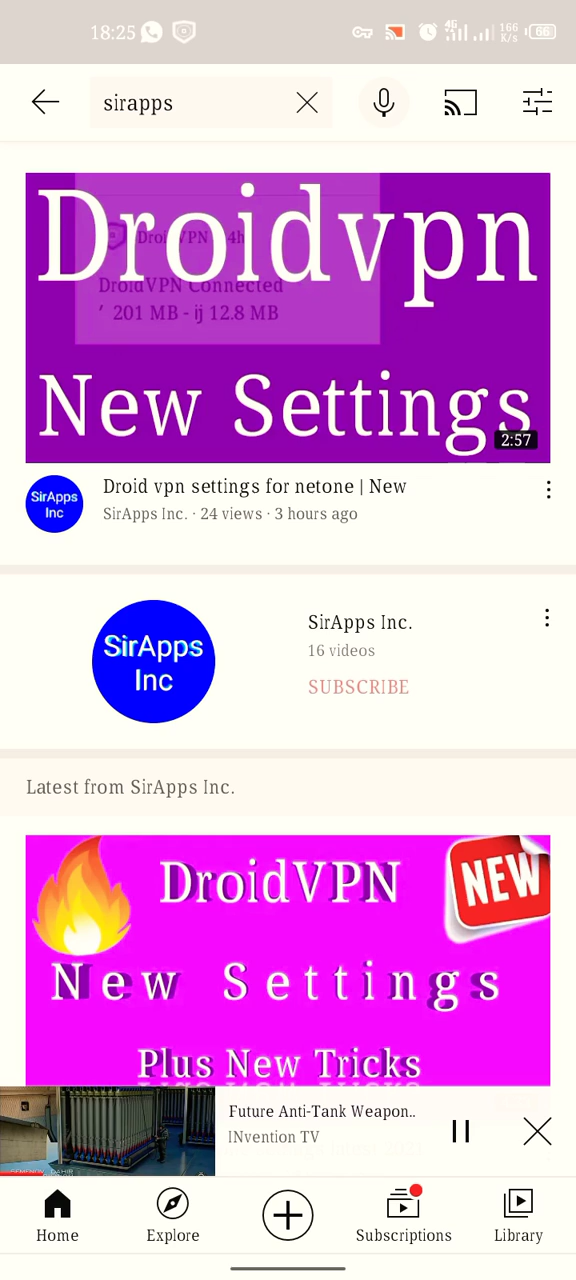 18:25
4G
166
K/s
66
sirapps
Droidvpn
DroidVPN
DroidVPN Connected
201 MB - ij 12.8 MB
New Settings
2:57
SirApps
Inc
Droid vpn settings for netone | New
SirApps Inc. · 24 views · 3 hours ago
SirApps
Inc
SirApps Inc.
16 videos
SUBSCRIBE
Latest from SirApps Inc.
DroidVPN
NEW
New Settings
Plus New Tricks
Future Anti-Tank Weapon..
INvention TV
Home
Explore
Subscriptions
Library